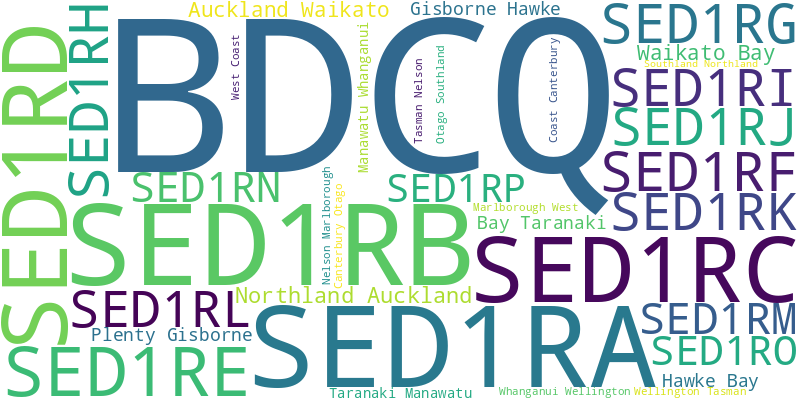 Auckland Waikato
Gisborne Hawke
SED1RG
BDCQ
SED1RD
SED1RH
West Coast
Manawatu Whanganui
Tasman Nelson
Otago Southland
Coast Canterbury
Waikato Bay
Southland Northland
SED1RI
SED1RJ
SED1RF
SED1RN
SED1RP
SED1RK
Nelson Marlborough
Canterbury Otago
SED1RB
Marlborough West
Bay Taranaki
SED1RC
SED1RL
Northland Auckland
SED1RA
SED1RM
Plenty Gisborne
SED1RE
SED1RO
Hawke Bay
Taranaki Manawatu
Whanganui Wellington
Wellington Tasman